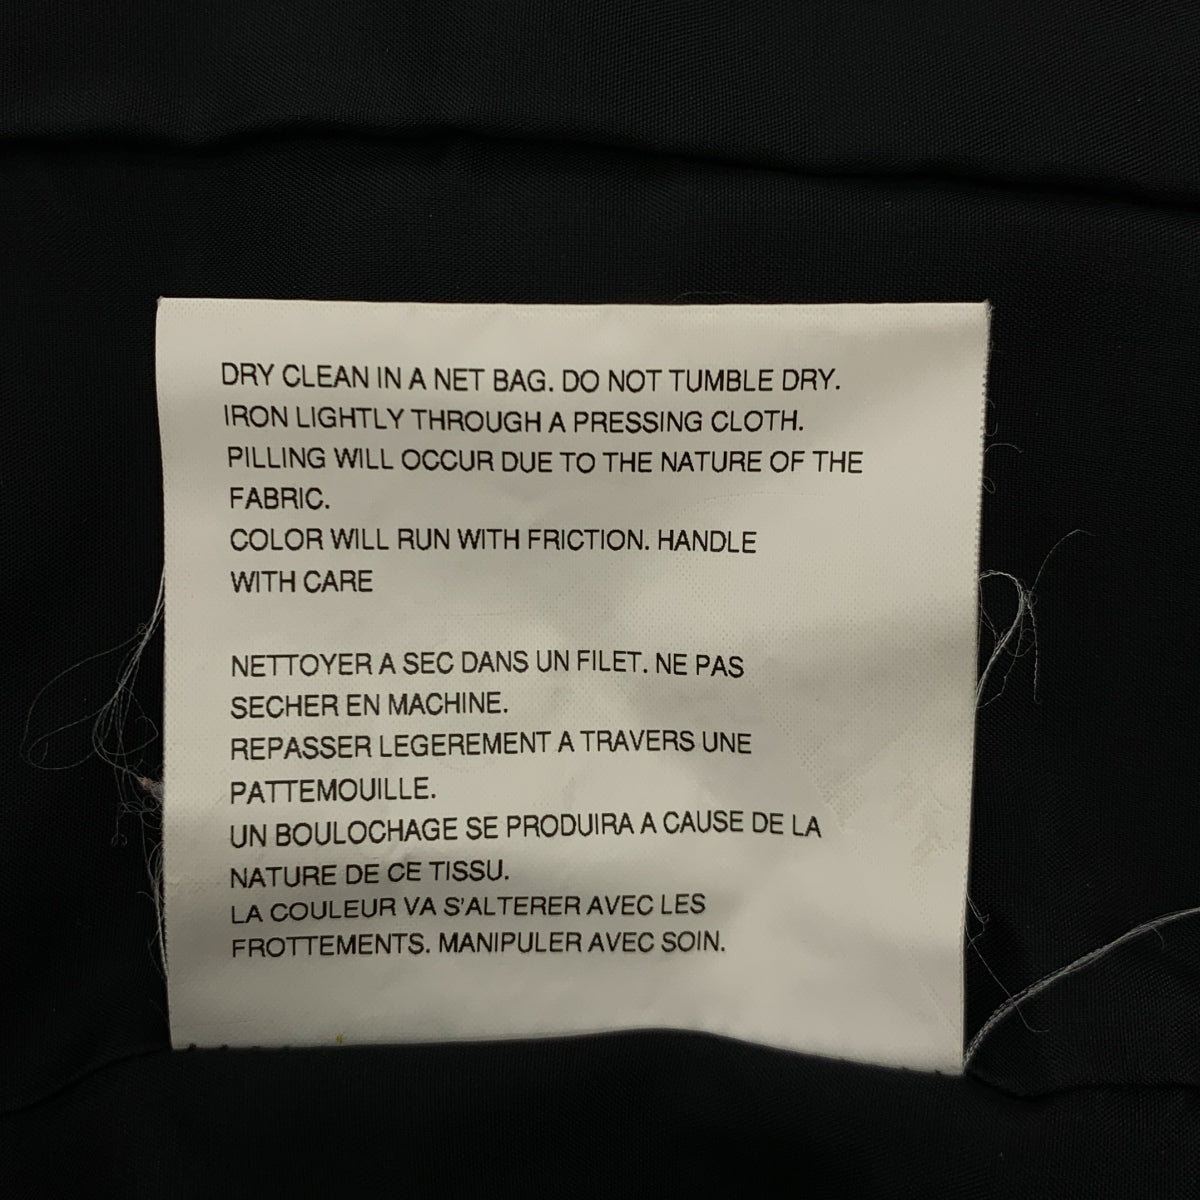 DRY CLEAN IN A NET BAG. DO NOT TUMBLE DRY.
IRON LIGHTLY THROUGH A PRESSING CLOTH.
PILLING WILL OCCUR DUE TO THE NATURE OF THE
FABRIC.
COLOR WILL RUN WITH FRICTION. HANDLE
WITH CARE
NETTOYER A SEC DANS UN FILET. NE PAS
SECHER EN MACHINE.
REPASSER LEGEREMENT A TRAVERS UNE
PATTEMOUILLE.
UN BOULOCHAGE SE PRODUIRA A CAUSE DE LA
NATURE DE CE TISSU.
LA COULEUR VA S'ALTERER AVEC LES
FROTTEMENTS. MANIPULER AVEC SOIN.